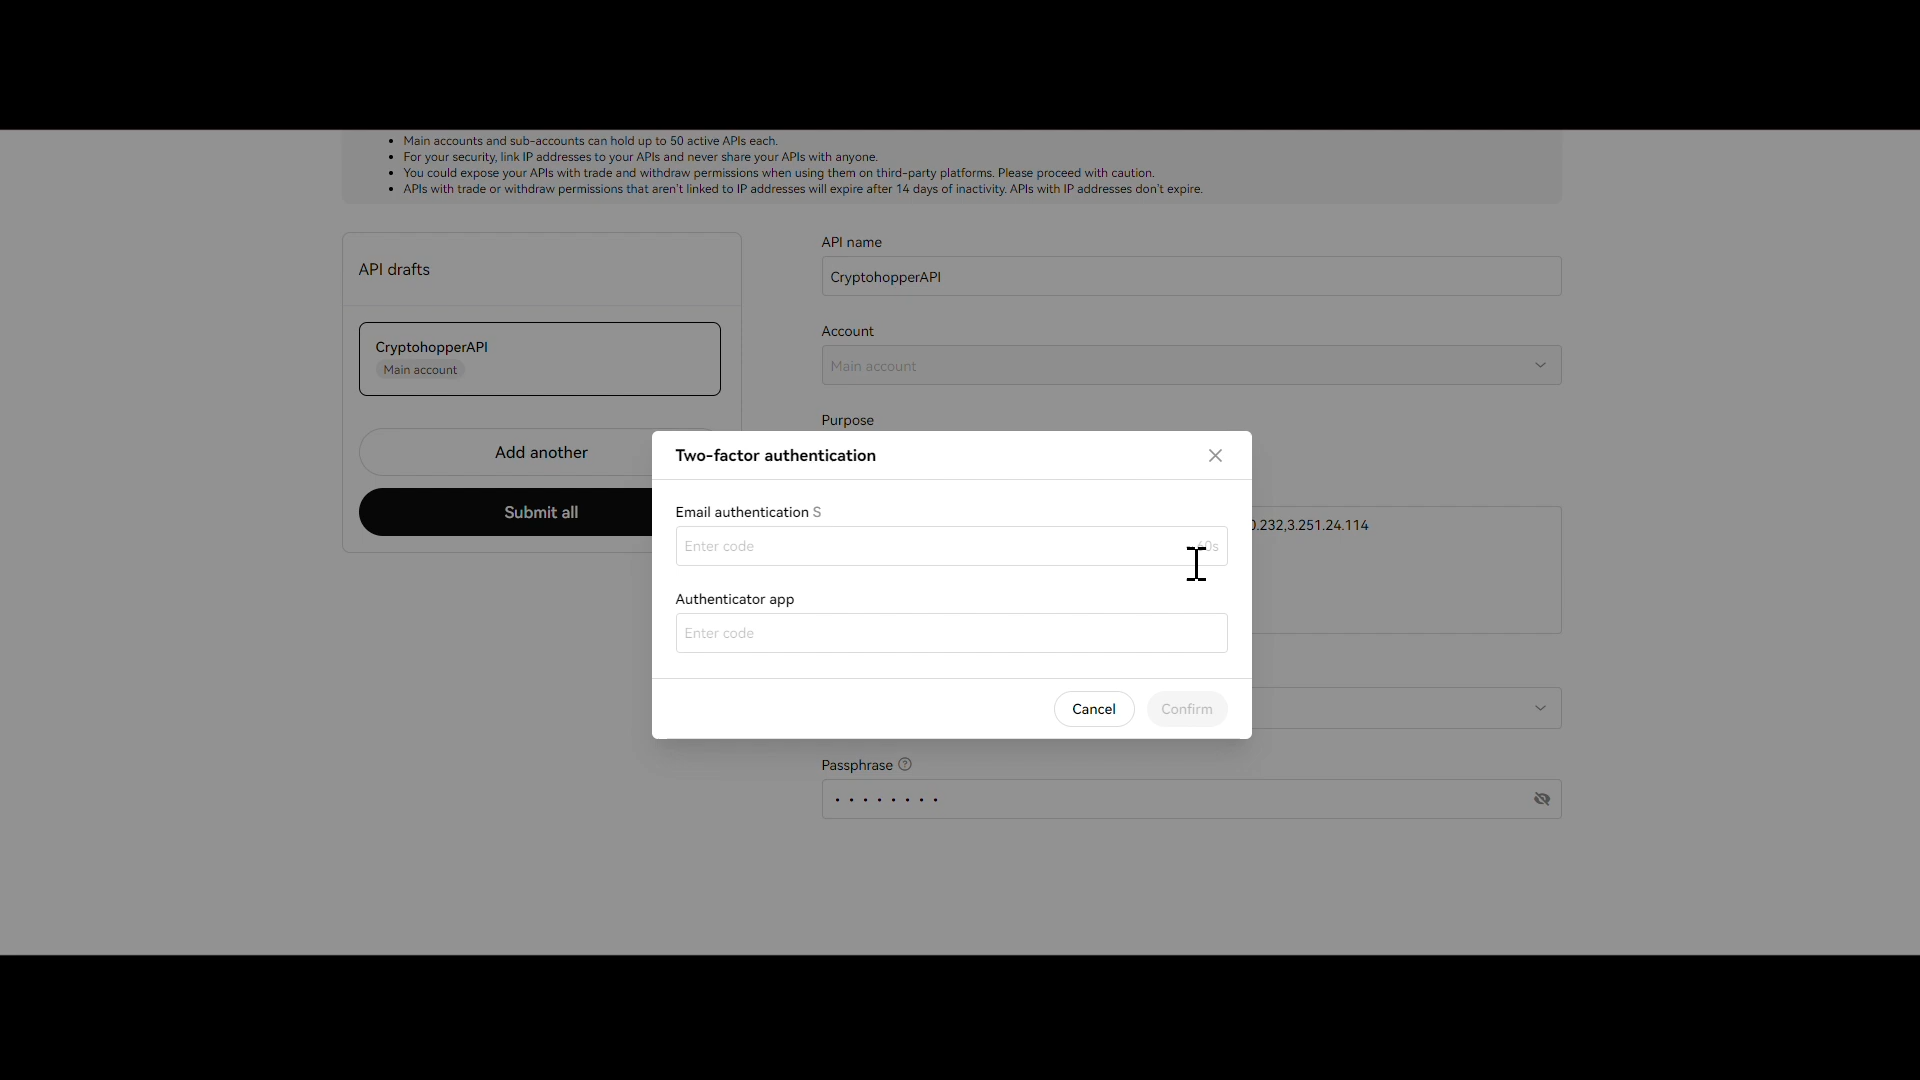 Main accounts and sub-accounts can hold up to 50 active APIs each.
For your security, link IP addresses to your APIs and never share your APIs with anyone.
You could expose your APIs with trade and withdraw permissions when using them on third-party platforms. Please proceed with caution.
APIs with trade or withdraw permissions that aren't linked to IP addresses will expire after 14 days of inactivity. APIs with IP addresses don't expire.
API drafts
CryptohopperAPI
Main account
Add another
Submit all
API name
CryptohopperAPI
Account
Main account
Purpose
.232,3.251.24.114
Two-factor authentication
Email authentication S
Enter code
60s
Authenticator app
Enter code
Cancel
Confirm
Passphrase